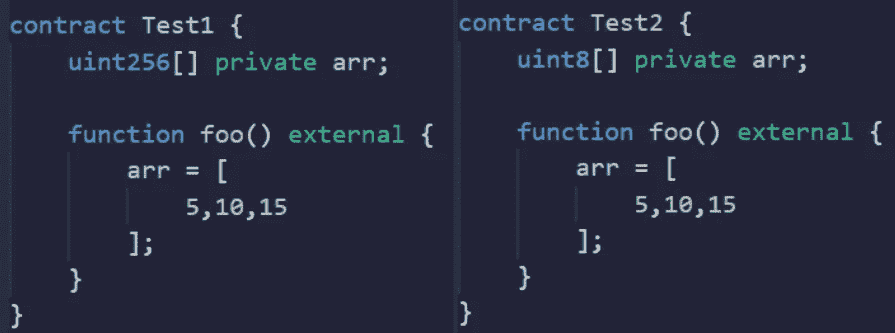 contract Test1 {
uint256[] private arr;
function foo() external {
arr = [
5,10,15
];
}
}
contract Test2 {
uint8[] private arr;
function foo() external {
arr = [
5,10,15
];
}
}